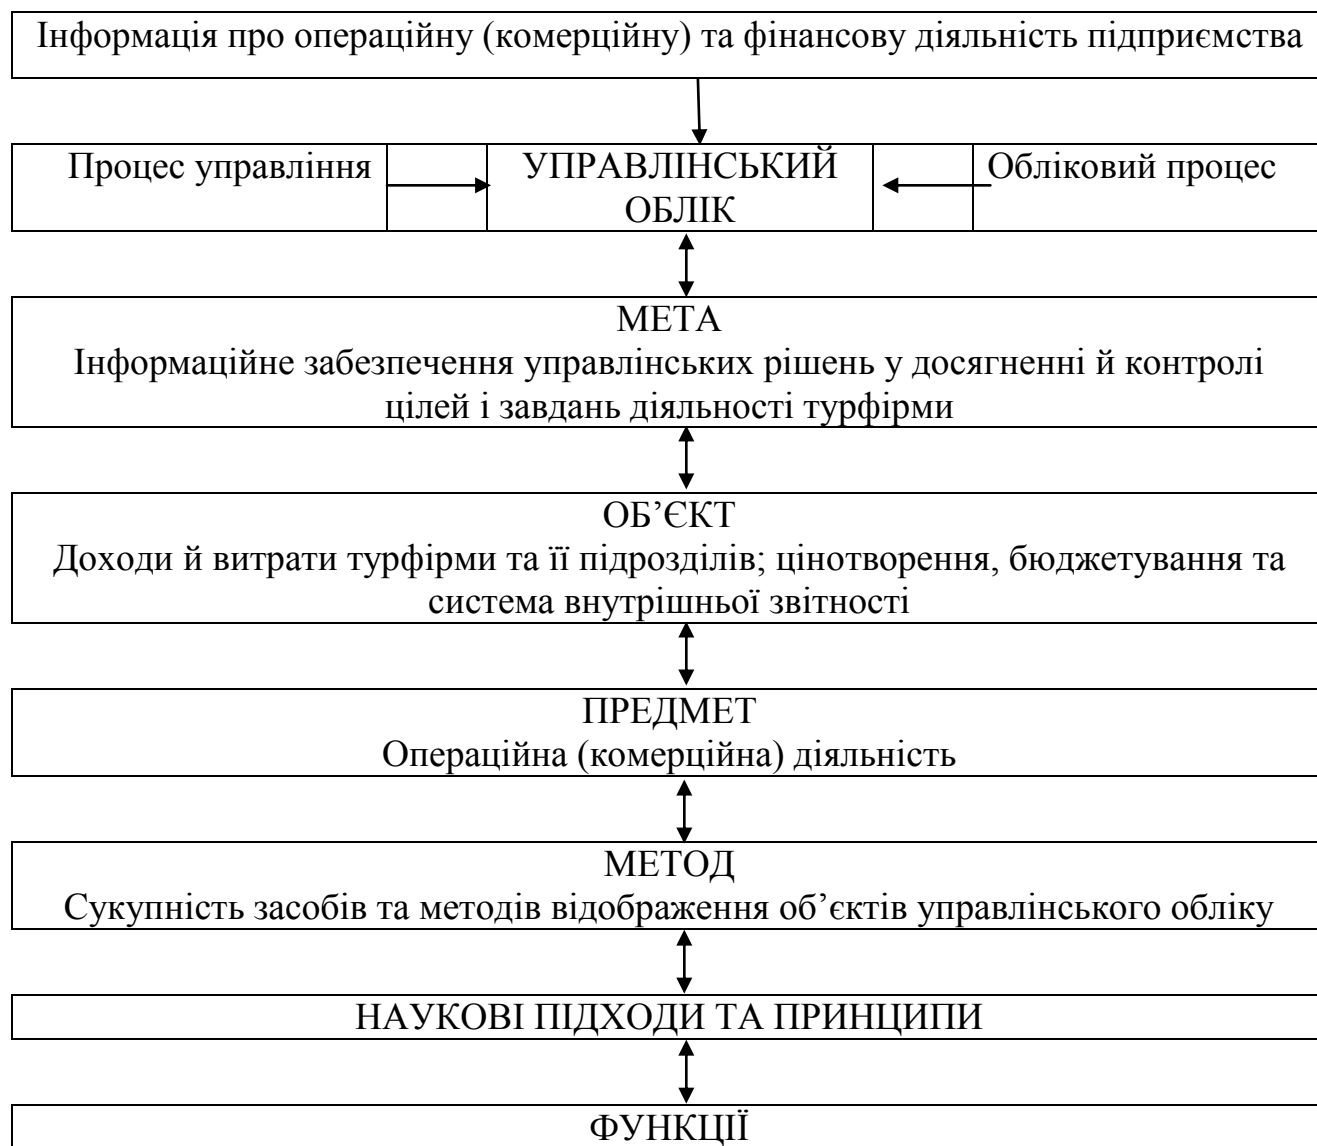 Інформація про операційну (комерційну) та фінансову діяльність підприємства
Процес управління
УПРАВЛІНСЬКИЙ
ОБЛІК
Обліковий процес
МЕТА
Інформаційне забезпечення управлінських рішень у досягненні й контролі
цілей і завдань діяльності турфірми
ОБ’ЄКТ
Доходи й витрати турфірми та її підрозділів; цінотворення, бюджетування та
система внутрішньої звітності
ПРЕДМЕТ
Операційна (комерційна) діяльність
МЕТОД
Сукупність засобів та методів відображення об’єктів управлінського обліку
НАУКОВІ ПІДХОДИ ТА ПРИНЦИПИ
ФУНКЦІЇ